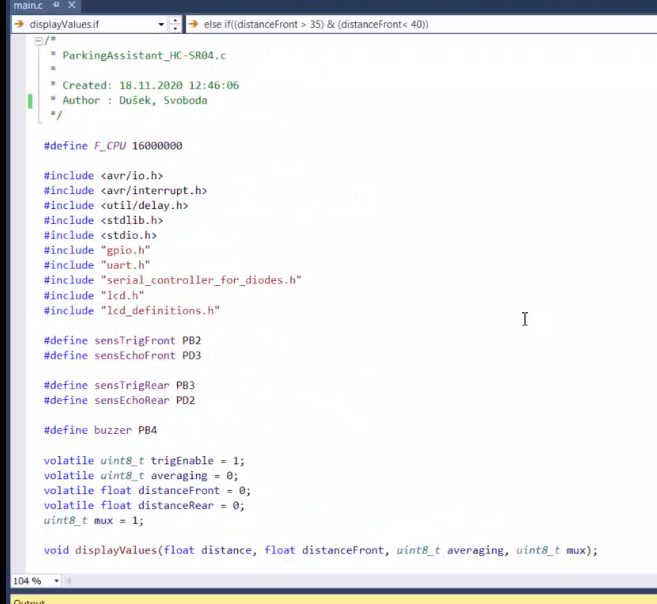 main.c
displayValues.if
else if((distanceFront > 35) & (distanceFront< 40))
/*
* ParkingAssistant_HC-SR04.c
*
* Created: 18.11.2020 12:46:06
* Author : Dušek, Svoboda
*/
#define F_CPU 16000000
#include <avr/io.h>
#include <avr/interrupt.h>
#include <util/delay.h>
#include <stdlib.h>
#include <stdio.h>
#include "gpio.h"
#include "uart.h"
#include "serial_controller_for_diodes.h"
#include "lcd.h"
#include "lcd_definitions.h"
#define sensTrigFront PB2
#define sensEchoFront PD3
#define sensTrigRear PB3
#define sensEchoRear PD2
#define buzzer PB4
volatile uint8_t trigEnable = 1;
volatile uint8_t averaging = 0;
volatile float distanceFront = 0;
volatile float distanceRear = 0;
uint8_t mux = 1;
void displayValues(float distance, float distanceFront, uint8_t averaging, uint8_t mux);
104 %
Output